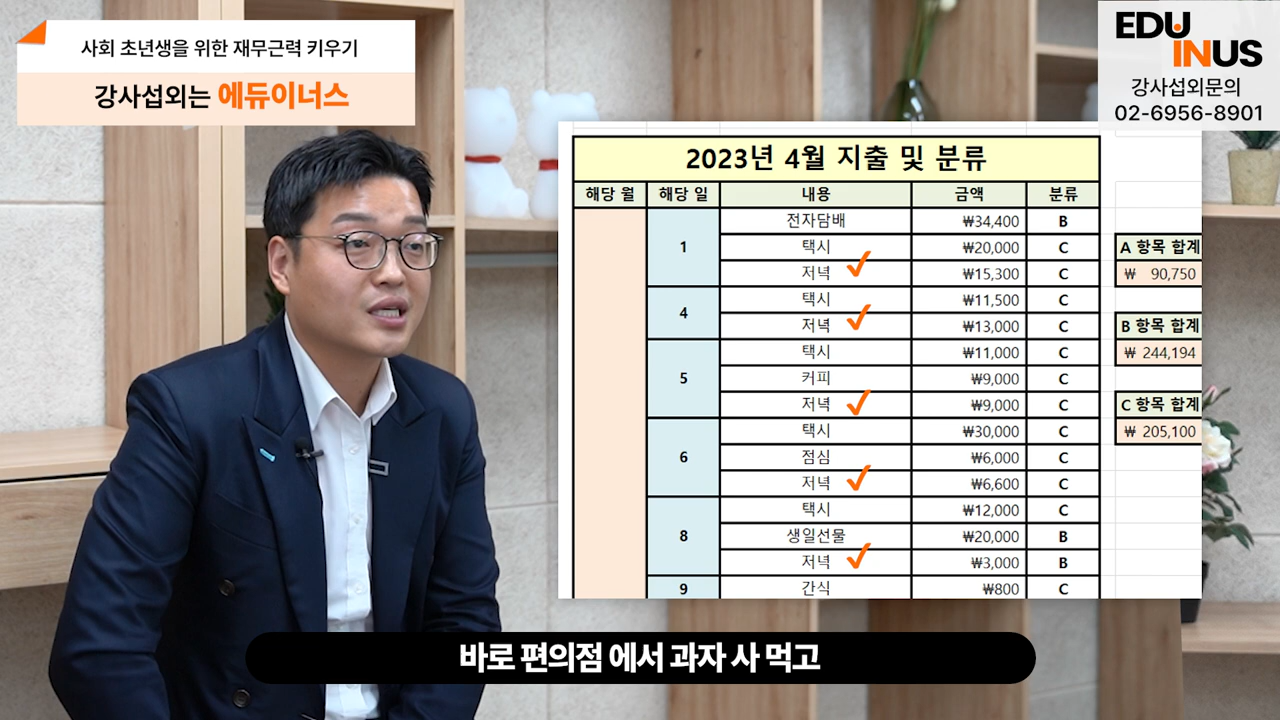 사회 초년생을 위한 재무근력 키우기
강사섭외는 에듀이너스
EDU
INUS
강사섭외문의
02-6956-8901
2023년 4월 지출 및 분류
해당 월 해당 일 내용 금액 분류
1 전자담배 ₩34,400 B
택시 ₩20,000 C
저녁 ₩15,300 C
4 택시 ₩11,500 C
저녁 ₩13,000 C
5 택시 ₩11,000 C
커피 ₩9,000 C
저녁 ₩9,000 C
6 택시 ₩30,000 C
점심 ₩6,000 C
저녁 ₩6,600 C
8 택시 ₩12,000 C
생일선물 ₩20,000 B
저녁 ₩3,000 B
9 간식 ₩800 C
A 항목 합계
₩ 90,750
B 항목 합계
₩ 244,194
C 항목 합계
₩ 205,100
바로 편의점 에서 과자 사 먹고